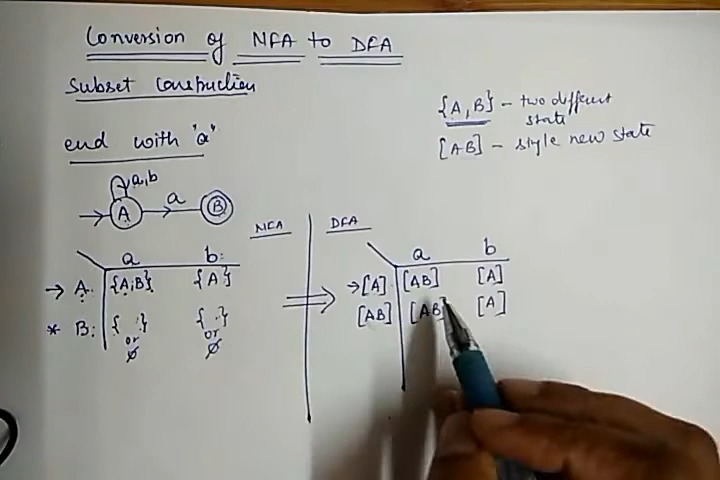 Conversion of NFA to DFA
Subset Construction
{A,B} - two different
state
[AB] - single new state
end with 'a'
a,b
A a B
NFA
DFA
a b:
→ A: {A,B} {A}
* B: { } { }
or or
ϕ ϕ
a b
→[A] [AB] [A]
[AB] [AB] [A]